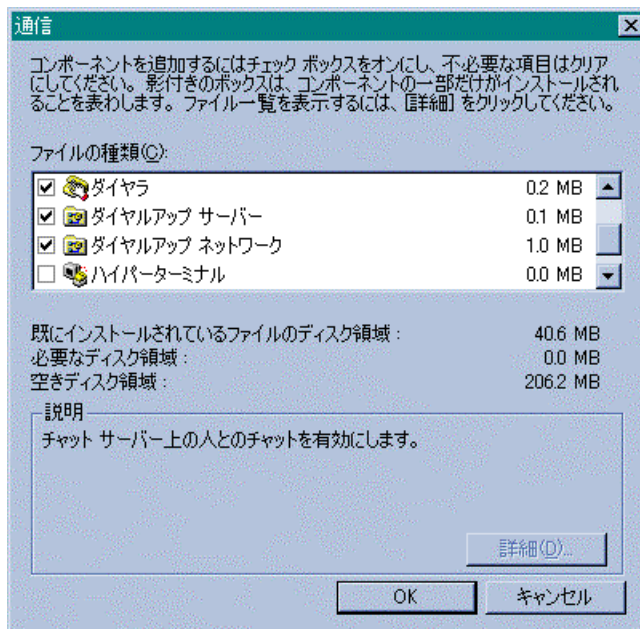 通信
コンポーネントを追加するにはチェック ボックスをオンにし、不必要な項目はクリア
にしてください。影付きのボックスは、コンポーネントの一部だけがインストールされ
ることを表わします。ファイル一覧を表示するには、[詳細] をクリックしてください。
ファイルの種類(C):
ダイヤラ 0.2 MB
ダイヤルアップ サーバー 0.1 MB
ダイヤルアップ ネットワーク 1.0 MB
ハイパーターミナル 0.0 MB
既にインストールされているファイルのディスク領域 : 40.6 MB
必要なディスク領域 : 0.0 MB
空きディスク領域 : 206.2 MB
説明
チャット サーバー上の人とのチャットを有効にします。
詳細(D)...
OK キャンセル